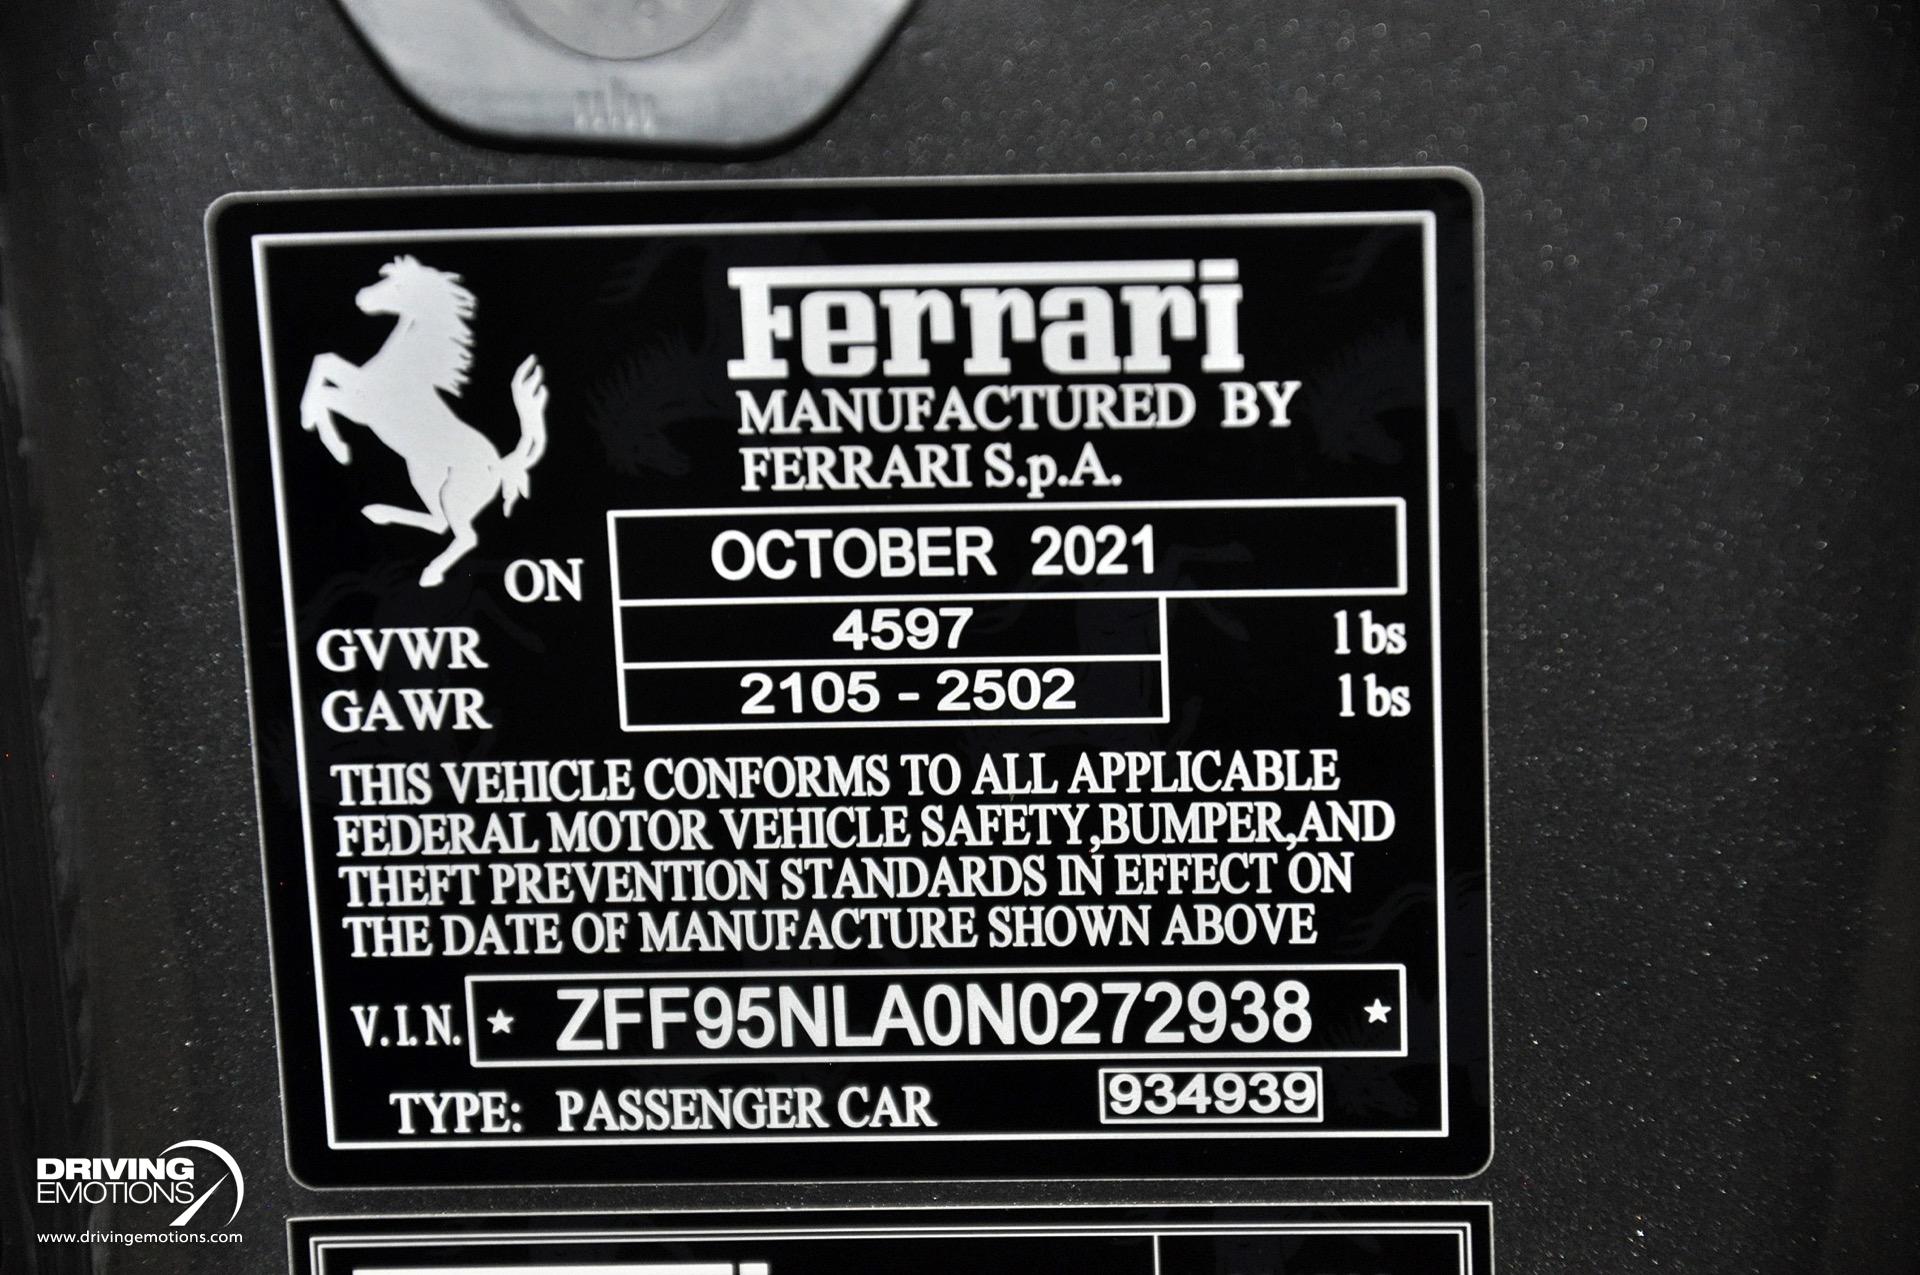 Ferrari
MANUFACTURED BY
FERRARI S.p.A.
ON OCTOBER 2021
GVWR 4597 lbs
GAWR 2105 - 2502 lbs
THIS VEHICLE CONFORMS TO ALL APPLICABLE
FEDERAL MOTOR VEHICLE SAFETY,BUMPER,AND
THEFT PREVENTION STANDARDS IN EFFECT ON
THE DATE OF MANUFACTURE SHOWN ABOVE
V.I.N. ★ ZFF95NLA0N0272938 ★
TYPE: PASSENGER CAR 934939
DRIVING
EMOTIONS
www.drivingemotions.com